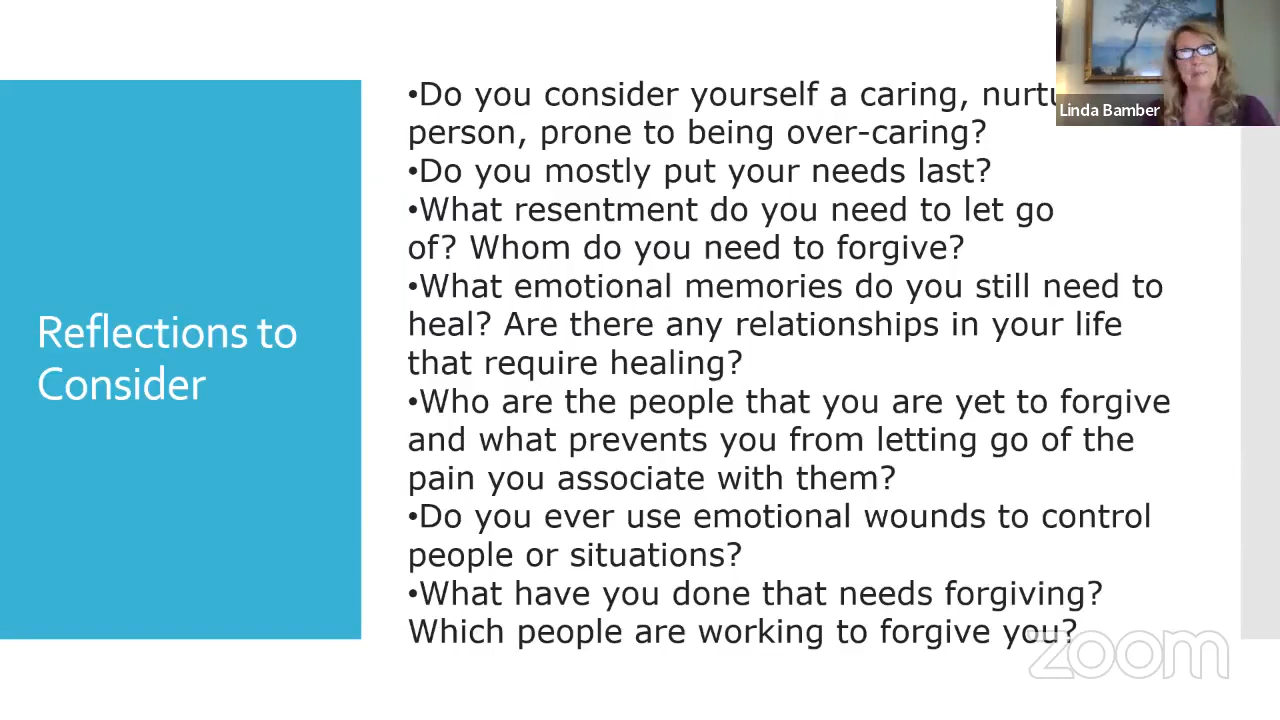 Reflections to
Consider
•Do you consider yourself a caring,
person, prone to being over-caring?
•Do you mostly put your needs last?
•What resentment do you need to let go
of? Whom do you need to forgive?
•What emotional memories do you still need to
heal? Are there any relationships in your life
that require healing?
•Who are the people that you are yet to forgive
and what prevents you from letting go of the
pain you associate with them?
•Do you ever use emotional wounds to control
people or situations?
•What have you done that needs forgiving?
Which people are working to forgive you?
Linda Bamber
zoom